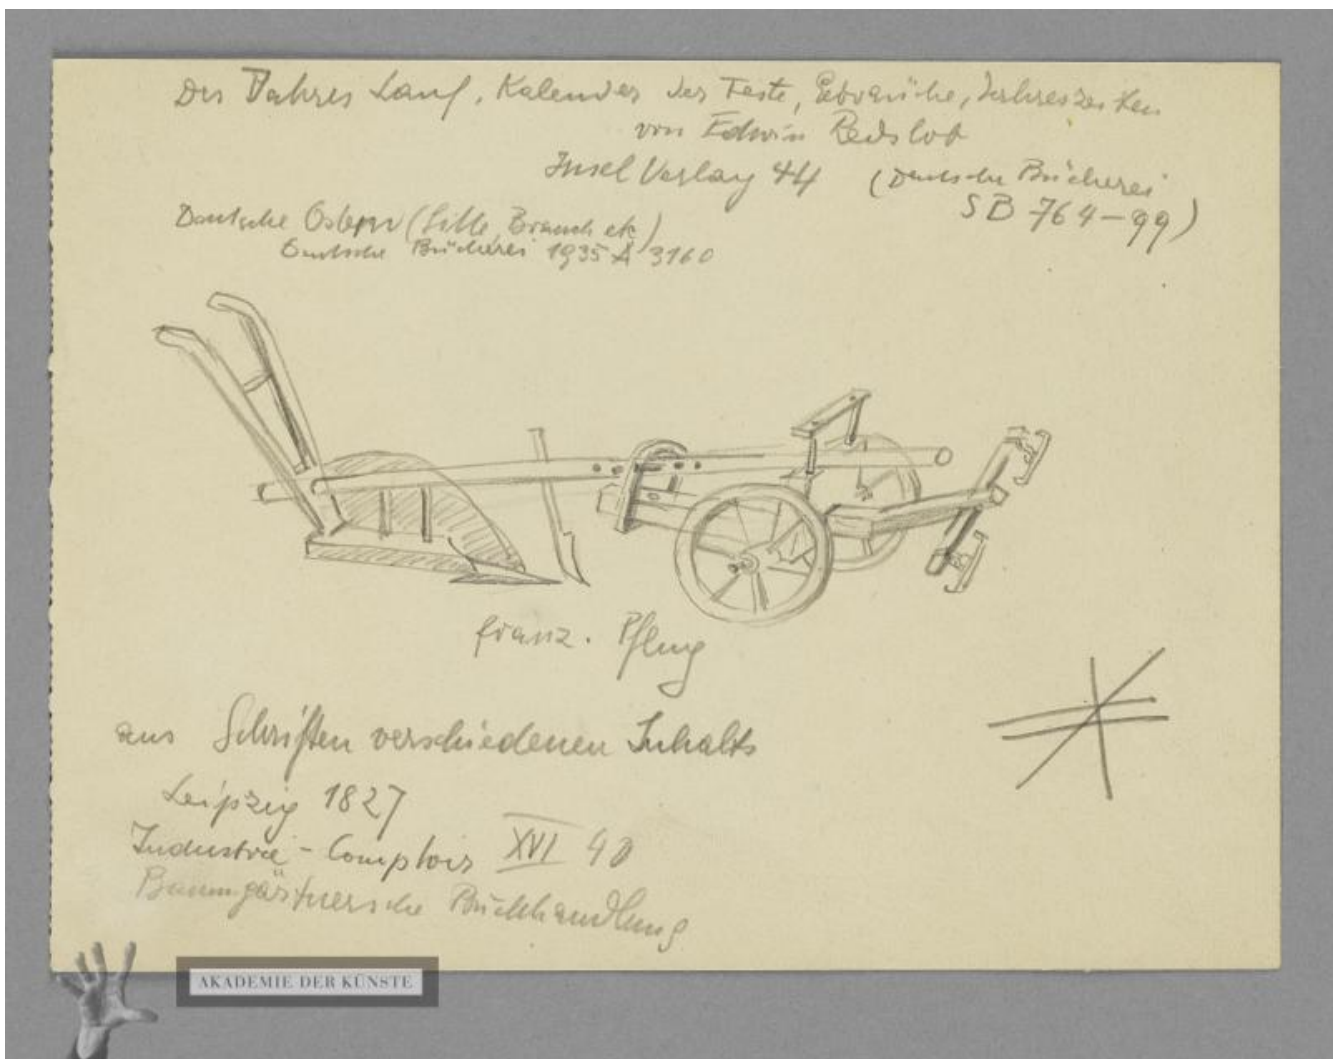 Des Jahres Lauf, Kalender der Feste, Gebräuche, Jahreszeiten
von Edwin Redslob
Insel Verlag 44 (Deutsche Bücherei
SB 764-99)
Deutsche Ostern (Sitte, Brauch etc)
Deutsche Bücherei 1935 A 3160
franz. Pflug
aus Schriften verschiedenen Inhalts
Leipzig 1827
Industrie-Comptoir XVI 40
Baumgärtnersche Buchhandlung
AKADEMIE DER KÜNSTE